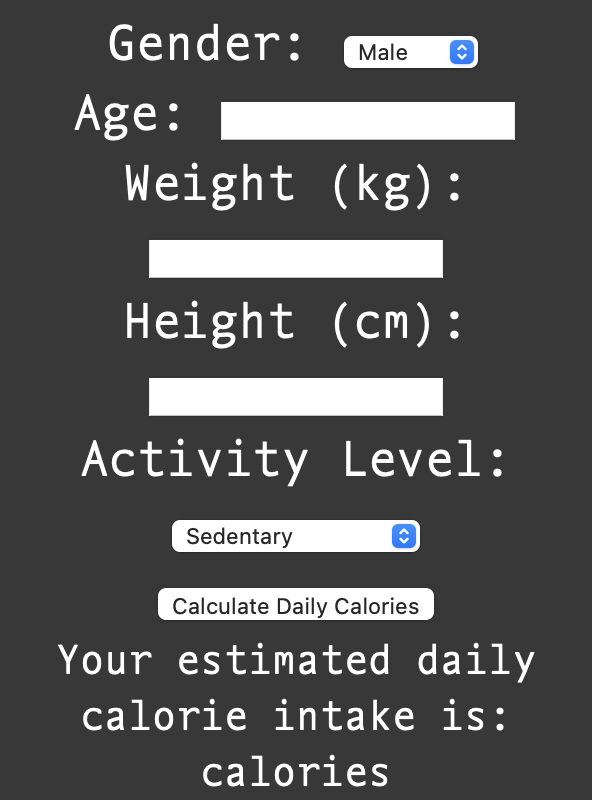 Gender: Male
Age:
Weight (kg):
Height (cm):
Activity Level:
Sedentary
Calculate Daily Calories
Your estimated daily
calorie intake is:
calories